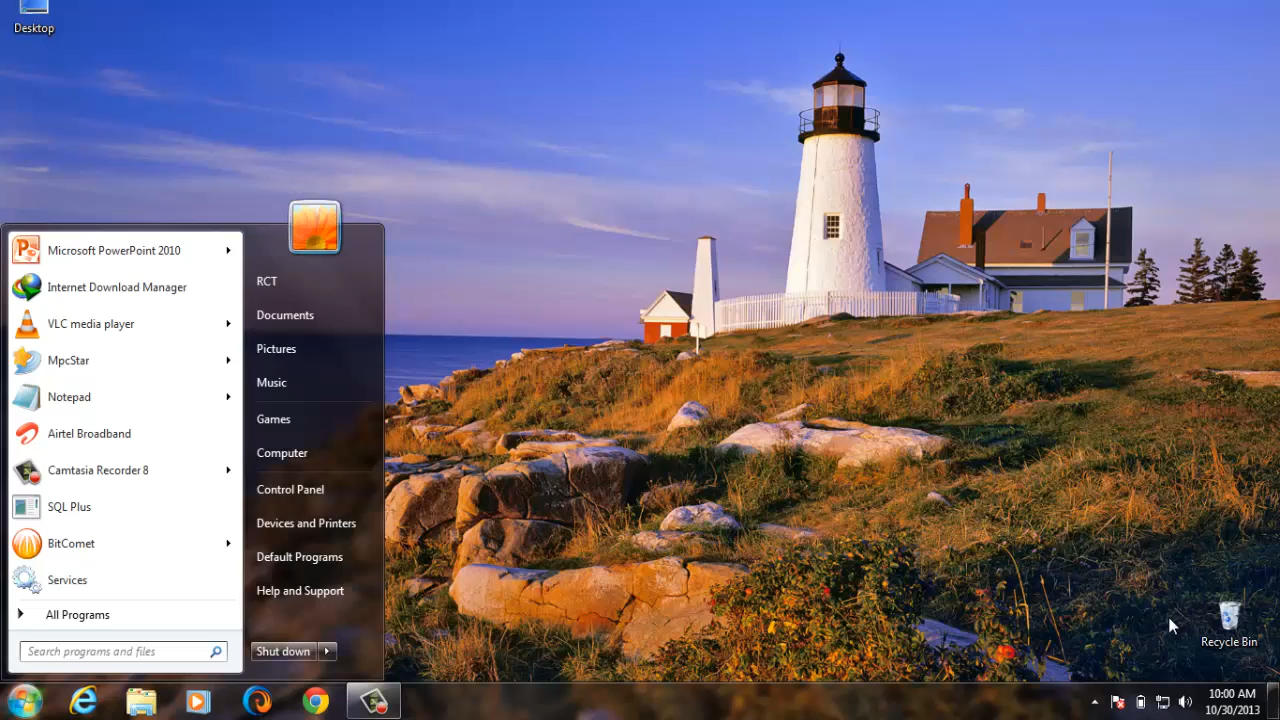 Desktop
Microsoft PowerPoint 2010
Internet Download Manager
VLC media player
MpcStar
Notepad
Airtel Broadband
Camtasia Recorder 8
SQL Plus
BitComet
Services
All Programs
Search programs and files
RCT
Documents
Pictures
Music
Games
Computer
Control Panel
Devices and Printers
Default Programs
Help and Support
Shut down
Recycle Bin
10:00 AM
10/30/2013